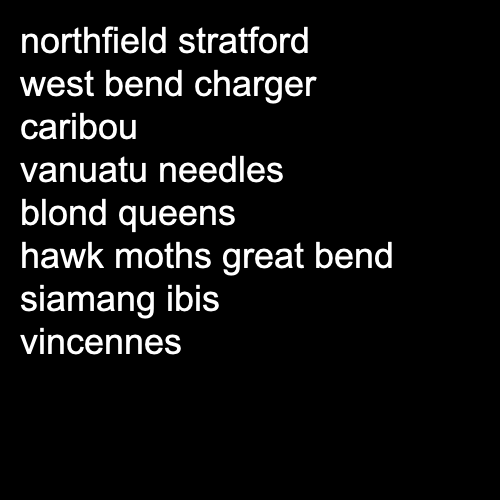 northfield stratford
west bend charger
caribou
vanuatu needles
blond queens
hawk moths great bend
siamang ibis
vincennes